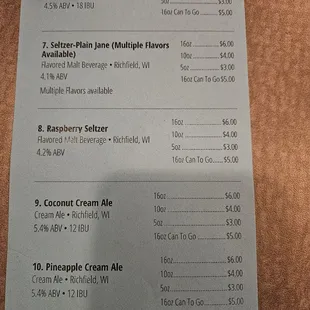 5oz ........ $3.00
4.5% ABV • 18 IBU
16oz Can To Go ........ $5.00
7. Seltzer-Plain Jane (Multiple Flavors
Available)
Flavored Malt Beverage • Richfield, WI
4.1% ABV
Multiple Flavors available
16oz ........ $6.00
10oz ........ $4.00
5oz ........ $3.00
16oz Can To Go $5.00
8. Raspberry Seltzer
Flavored Malt Beverage • Richfield, WI
4.2% ABV
16oz ........ $6.00
10oz ........ $4.00
5oz ........ $3.00
16oz Can To Go ........ $5.00
9. Coconut Cream Ale
Cream Ale • Richfield, WI
5.4% ABV • 12 IBU
16oz ........ $6.00
10oz ........ $4.00
5oz ........ $3.00
16oz Can To Go ........ $5.00
10. Pineapple Cream Ale
Cream Ale • Richfield, WI
5.4% ABV • 12 IBU
16oz ........ $6.00
10oz ........ $4.00
5oz ........ $3.00
16oz Can To Go ........ $5.00